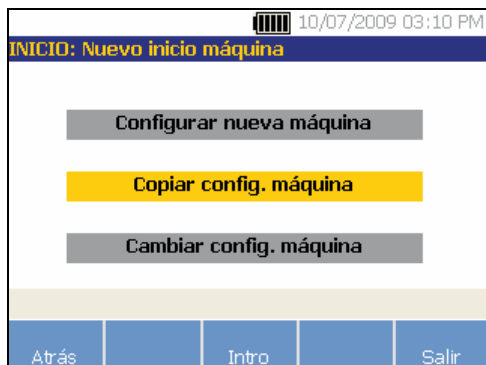 10/07/2009 03:10 PM
INICIO: Nuevo inicio máquina
Configurar nueva máquina
Copiar config. máquina
Cambiar config. máquina
Atrás Intro Salir